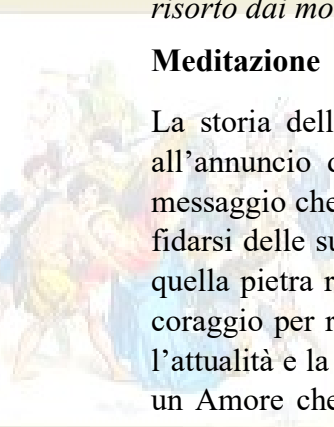 risorto dai mo
Meditazione
La storia dell
all’annuncio
messaggio che
fidarsi delle su
quella pietra r
coraggio per r
l’attualità e la
un Amore che